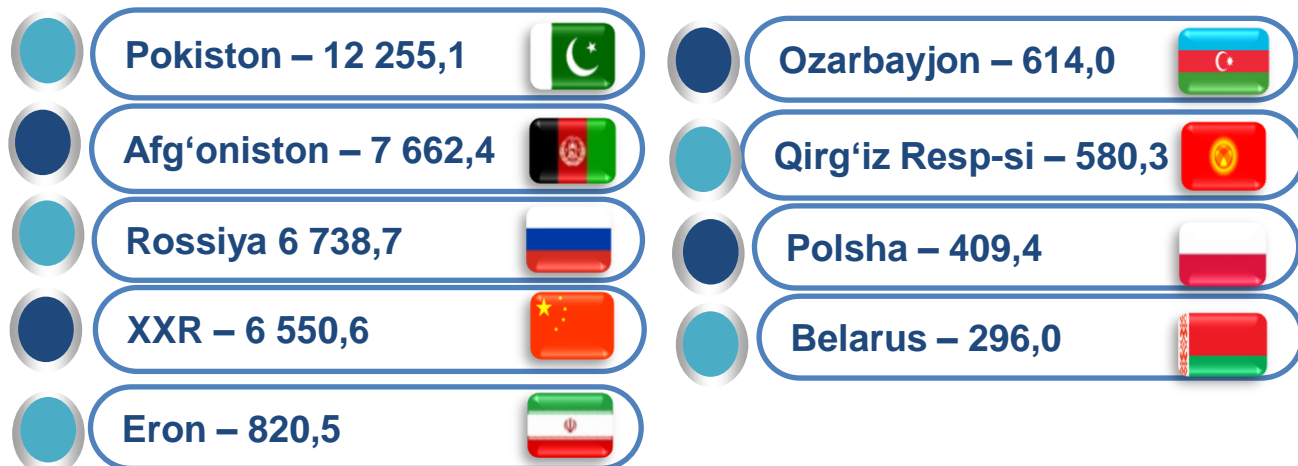 Pokiston – 12 255,1
Afg‘oniston – 7 662,4
Rossiya 6 738,7
XXR – 6 550,6
Eron – 820,5
Ozarbayjon – 614,0
Qirg‘iz Resp-si – 580,3
Polsha – 409,4
Belarus – 296,0